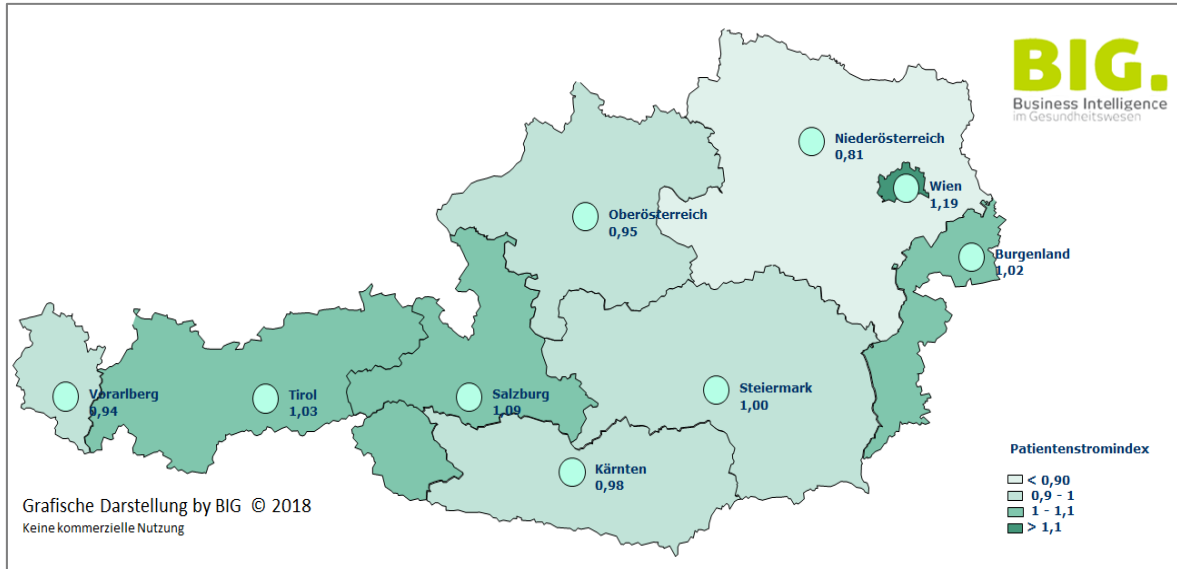 BIG.
Business Intelligence
im Gesundheitswesen
Niederösterreich
0,81
Wien
1,19
Oberösterreich
0,95
Burgenland
1,02
Vorarlberg
0,94
Tirol
1,03
Salzburg
1,09
Steiermark
1,00
Kärnten
0,98
Patientenstromindex
< 0,90
0,9 - 1
1 - 1,1
> 1,1
Grafische Darstellung by BIG © 2018
Keine kommerzielle Nutzung